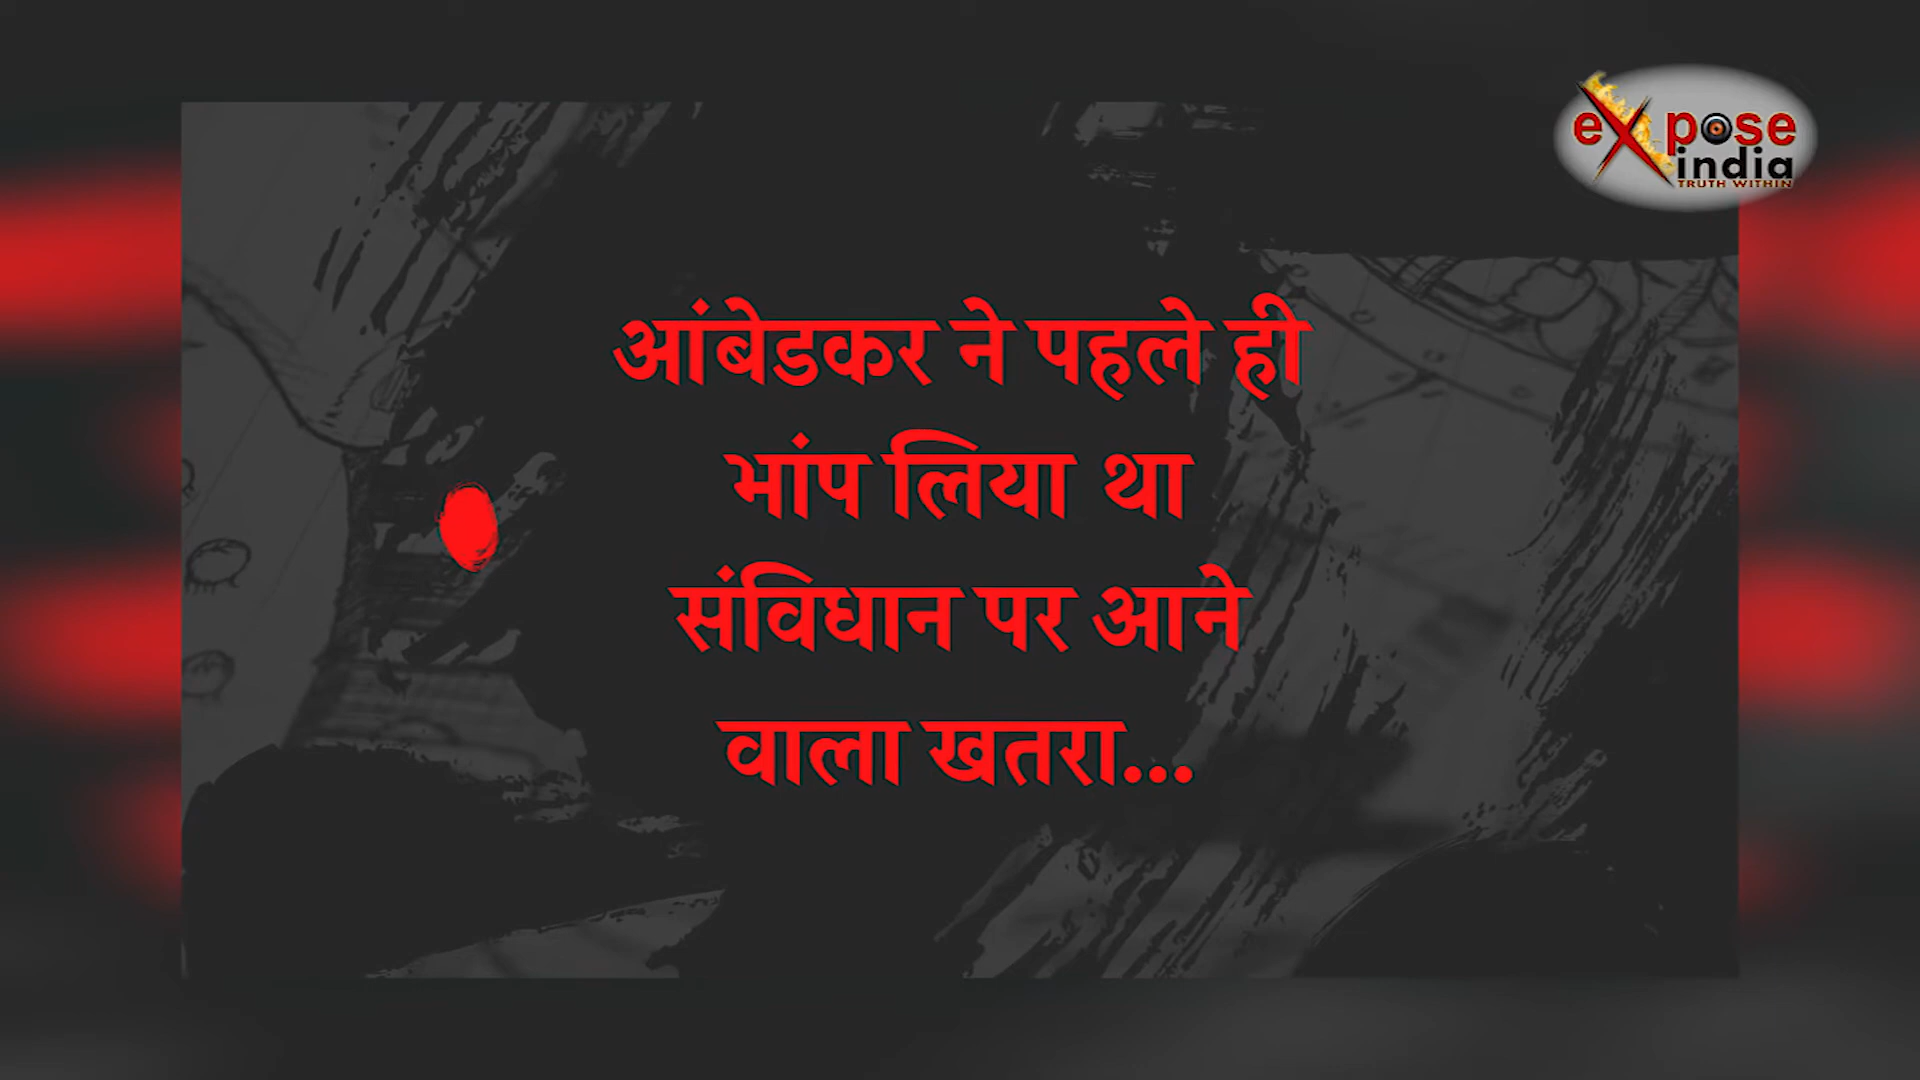 eXpose
india
TRUTH WITHIN
आंबेडकर ने पहले ही
भांप लिया था
संविधान पर आने
वाला खतरा...